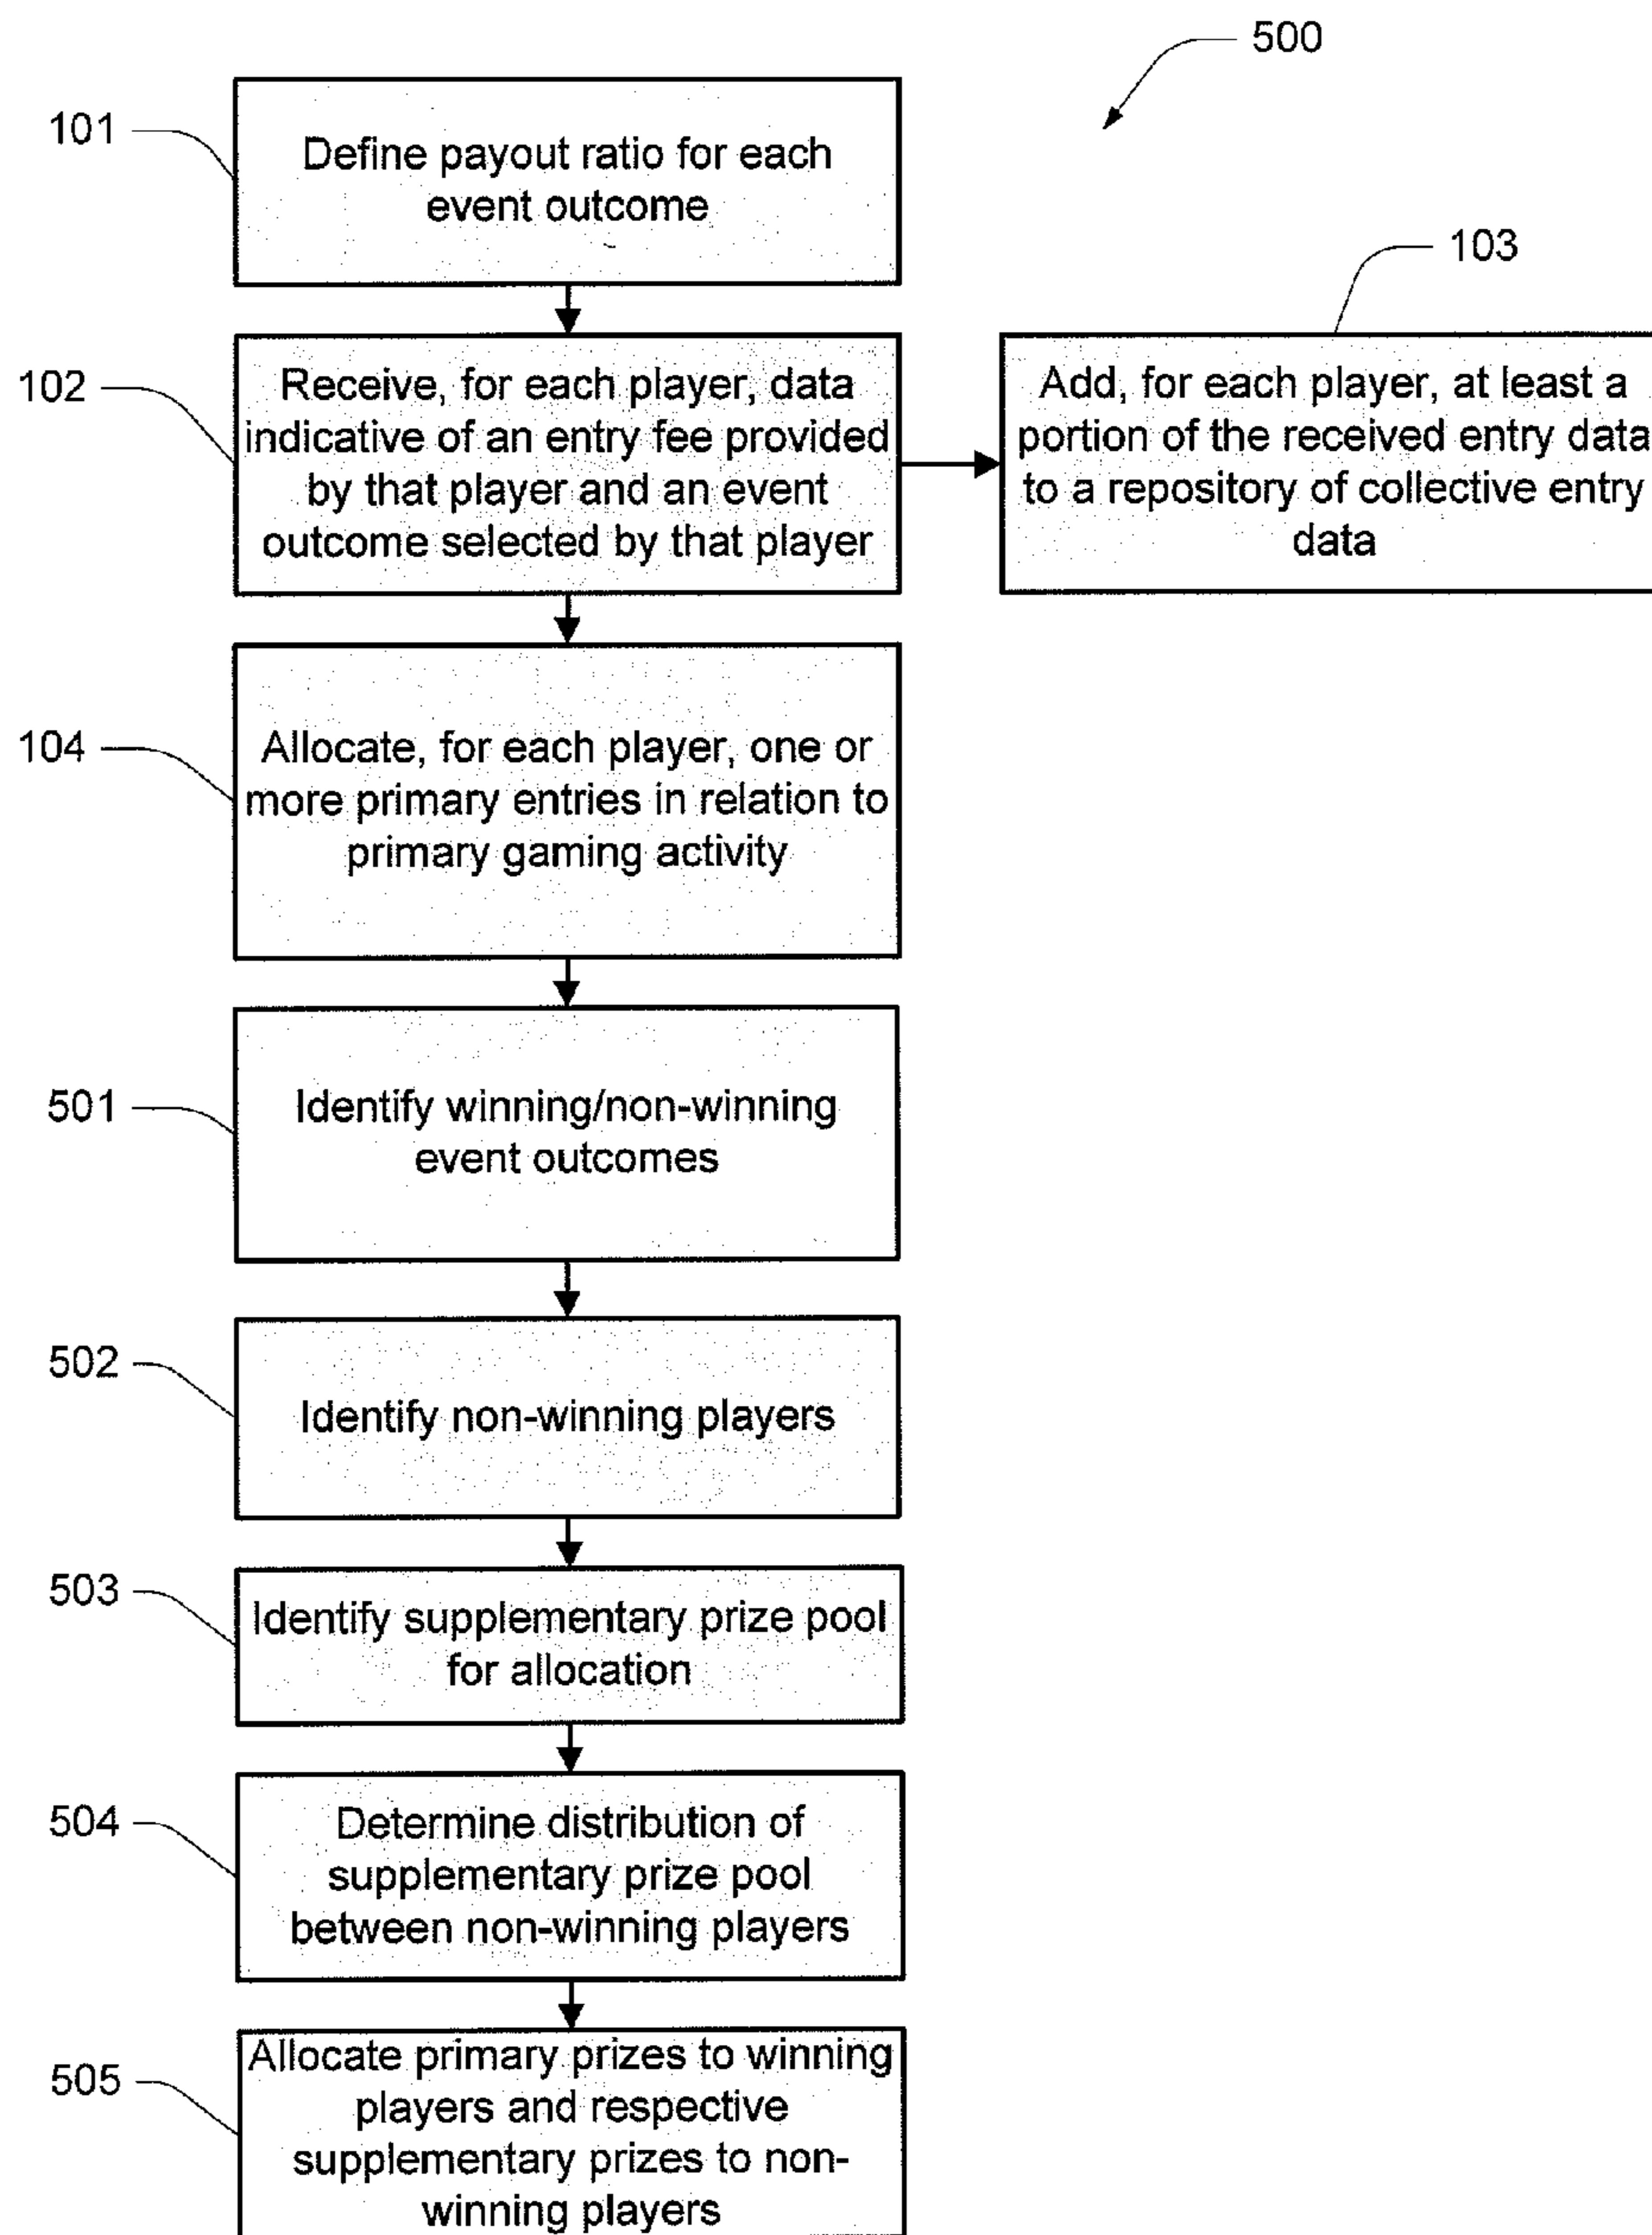 500
101
Define payout ratio for each
event outcome
103
102
Receive, for each player, data
indicative of an entry fee provided
by that player and an event
outcome selected by that player
Add, for each player, at least a
portion of the received entry data
to a repository of collective entry
data
104
Allocate, for each player, one or
more primary entries in relation to
primary gaming activity
501
Identify winning/non-winning
event outcomes
502
Identify non-winning players
503
Identify supplementary prize pool
for allocation
504
Determine distribution of
supplementary prize pool
between non-winning players
505
Allocate primary prizes to winning
players and respective
supplementary prizes to non-
winning players